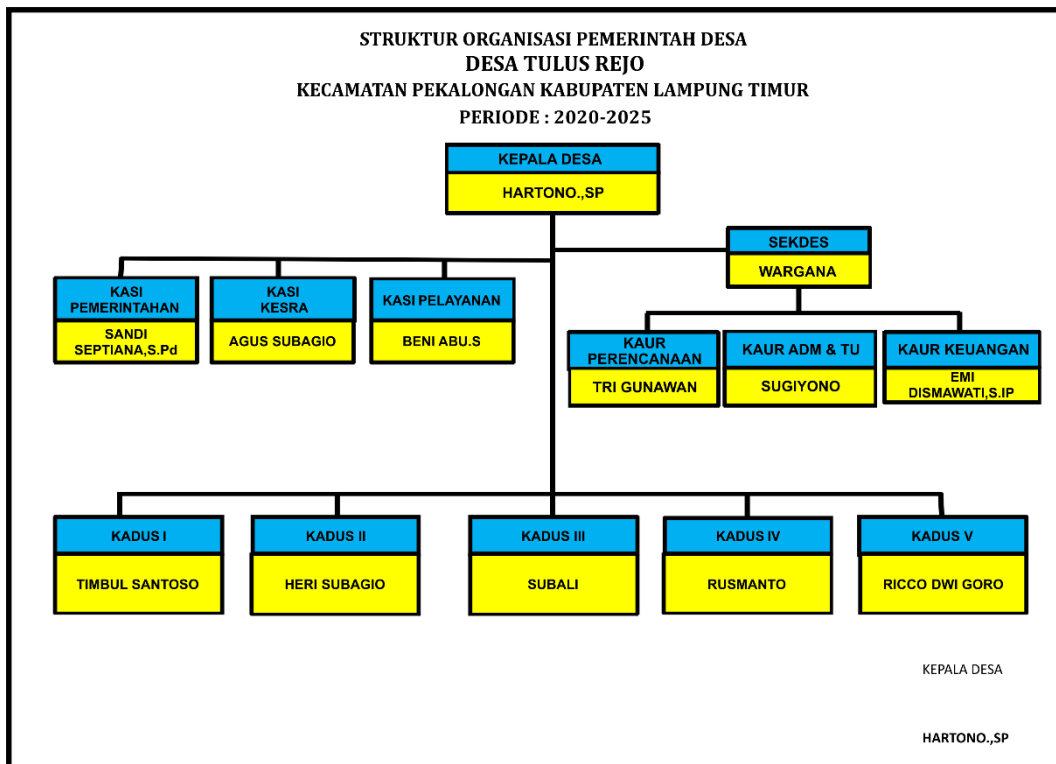 STRUKTUR ORGANISASI PEMERINTAH DESA
DESA TULUS REJO
KECAMATAN PEKALONGAN KABUPATEN LAMPUNG TIMUR
PERIODE : 2020-2025
KEPALA DESA
HARTONO.,SP
SEKDES
WARGANA
KASI
PEMERINTAHAN
SANDI
SEPTIANA,S.Pd
KASI
KESRA
AGUS SUBAGIO
KASI PELAYANAN
BENI ABU.S
KAUR
PERENCANAAN
TRI GUNAWAN
KAUR ADM & TU
SUGIYONO
KAUR KEUANGAN
EMI
DISMAWATI,S.IP
KADUS I
TIMBUL SANTOSO
KADUS II
HERI SUBAGIO
KADUS III
SUBALI
KADUS IV
RUSMANTO
KADUS V
RICCO DWI GORO
KEPALA DESA
HARTONO.,SP